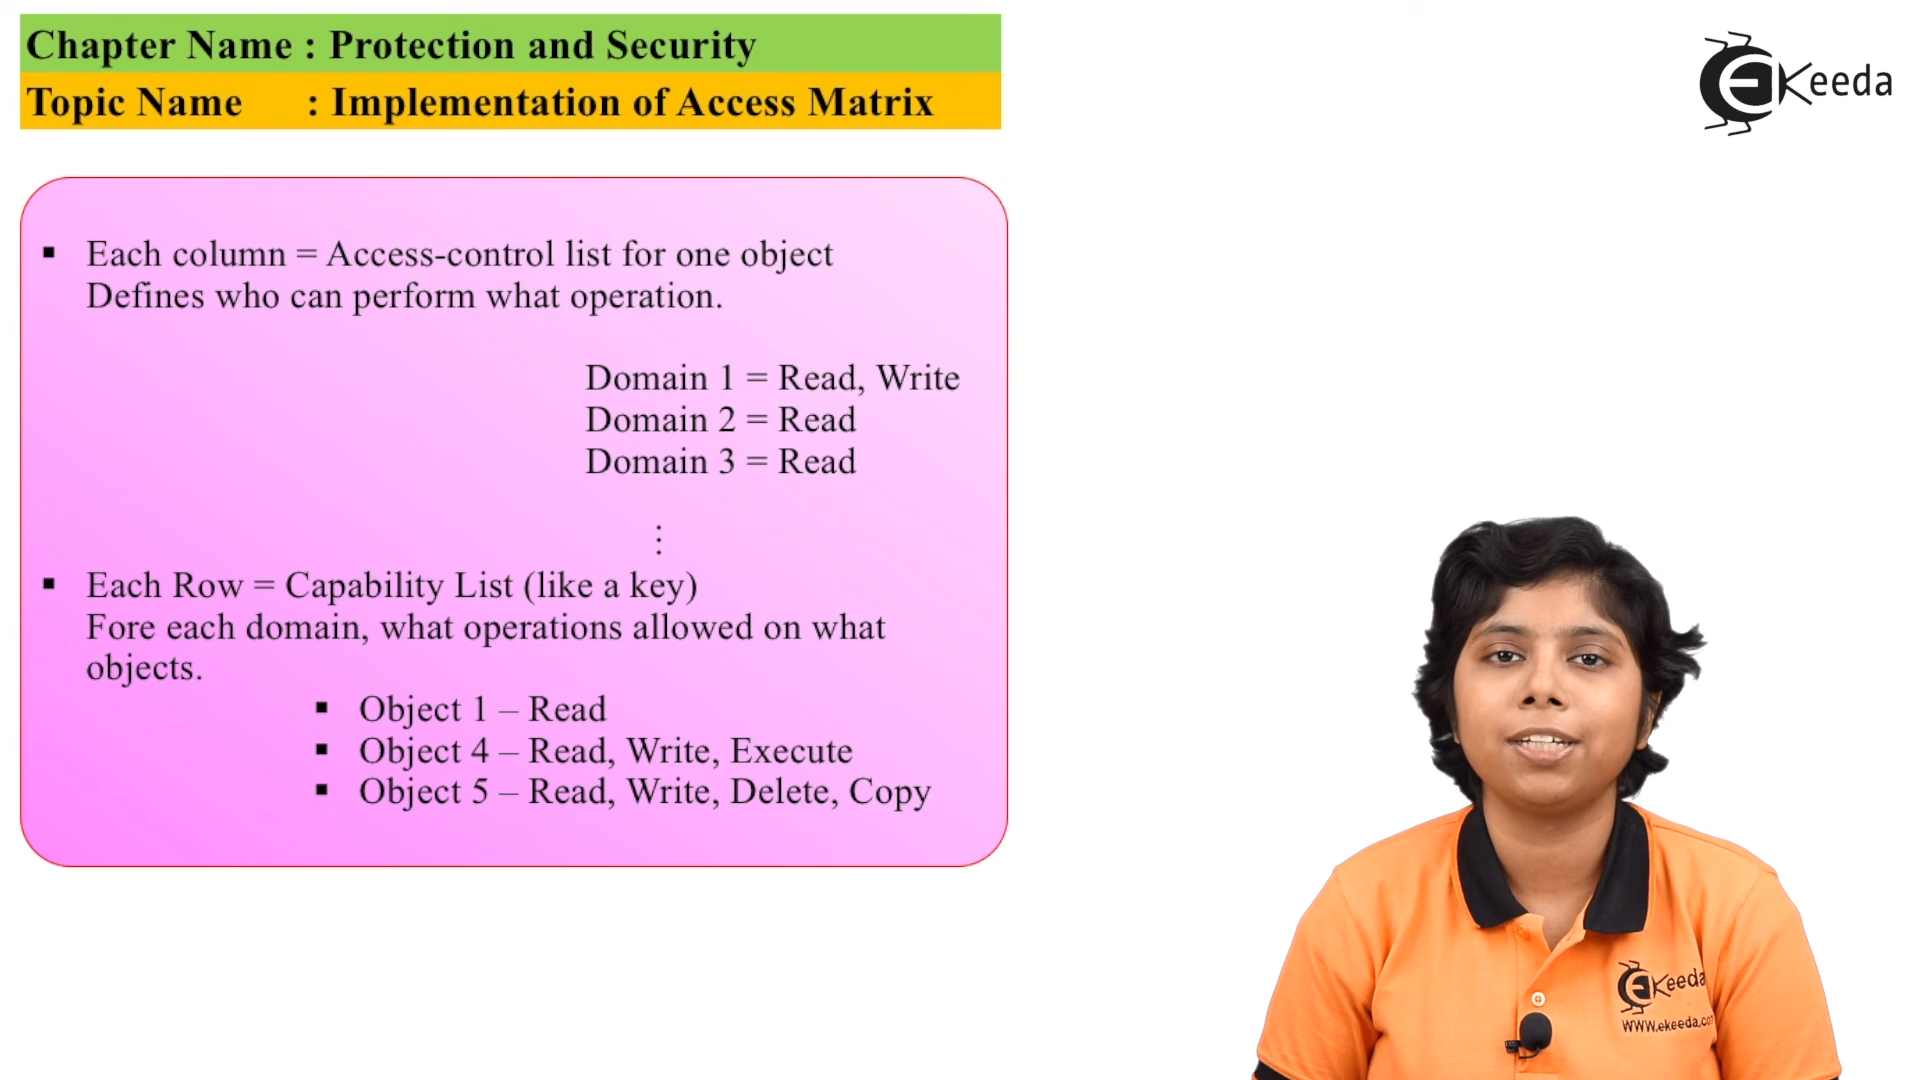 Chapter Name : Protection and Security
Topic Name : Implementation of Access Matrix
EKeeda
▪ Each column = Access-control list for one object
Defines who can perform what operation.
Domain 1 = Read, Write
Domain 2 = Read
Domain 3 = Read
⋮
▪ Each Row = Capability List (like a key)
Fore each domain, what operations allowed on what
objects.
▪ Object 1 – Read
▪ Object 4 – Read, Write, Execute
▪ Object 5 – Read, Write, Delete, Copy
EKeeda
WWW.ekeeda.co